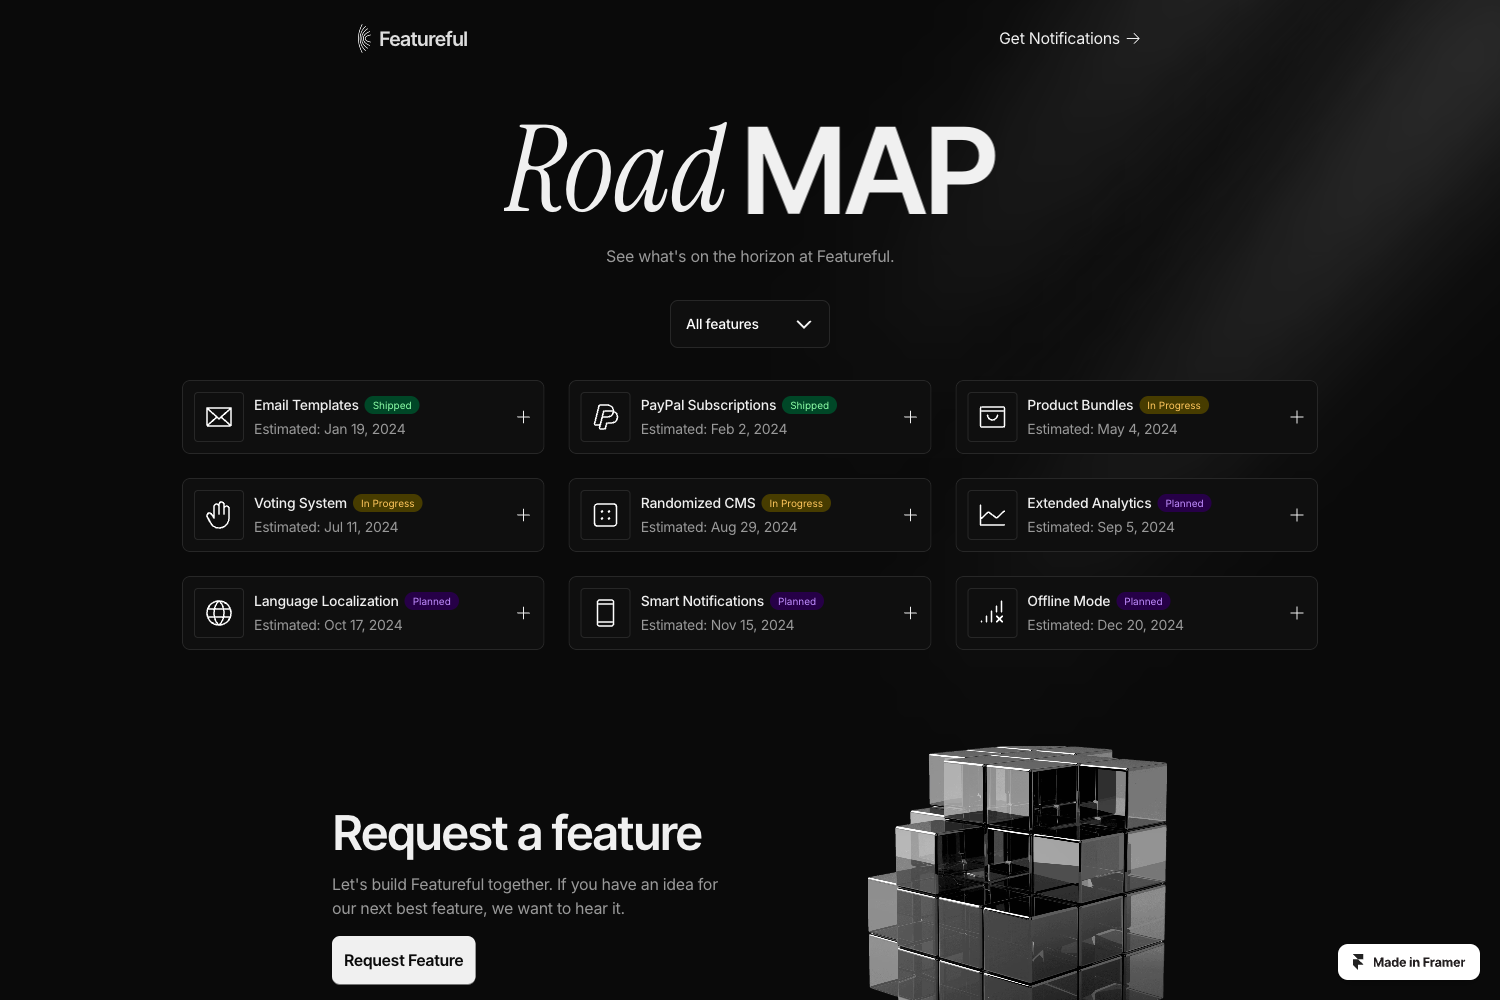 Featureful
Get Notifications
Road MAP
See what's on the horizon at Featureful.
All features
Email Templates Shipped
Estimated: Jan 19, 2024
PayPal Subscriptions Shipped
Estimated: Feb 2, 2024
Product Bundles In Progress
Estimated: May 4, 2024
Voting System In Progress
Estimated: Jul 11, 2024
Randomized CMS In Progress
Estimated: Aug 29, 2024
Extended Analytics Planned
Estimated: Sep 5, 2024
Language Localization Planned
Estimated: Oct 17, 2024
Smart Notifications Planned
Estimated: Nov 15, 2024
Offline Mode Planned
Estimated: Dec 20, 2024
Request a feature
Let's build Featureful together. If you have an idea for
our next best feature, we want to hear it.
Request Feature
Made in Framer